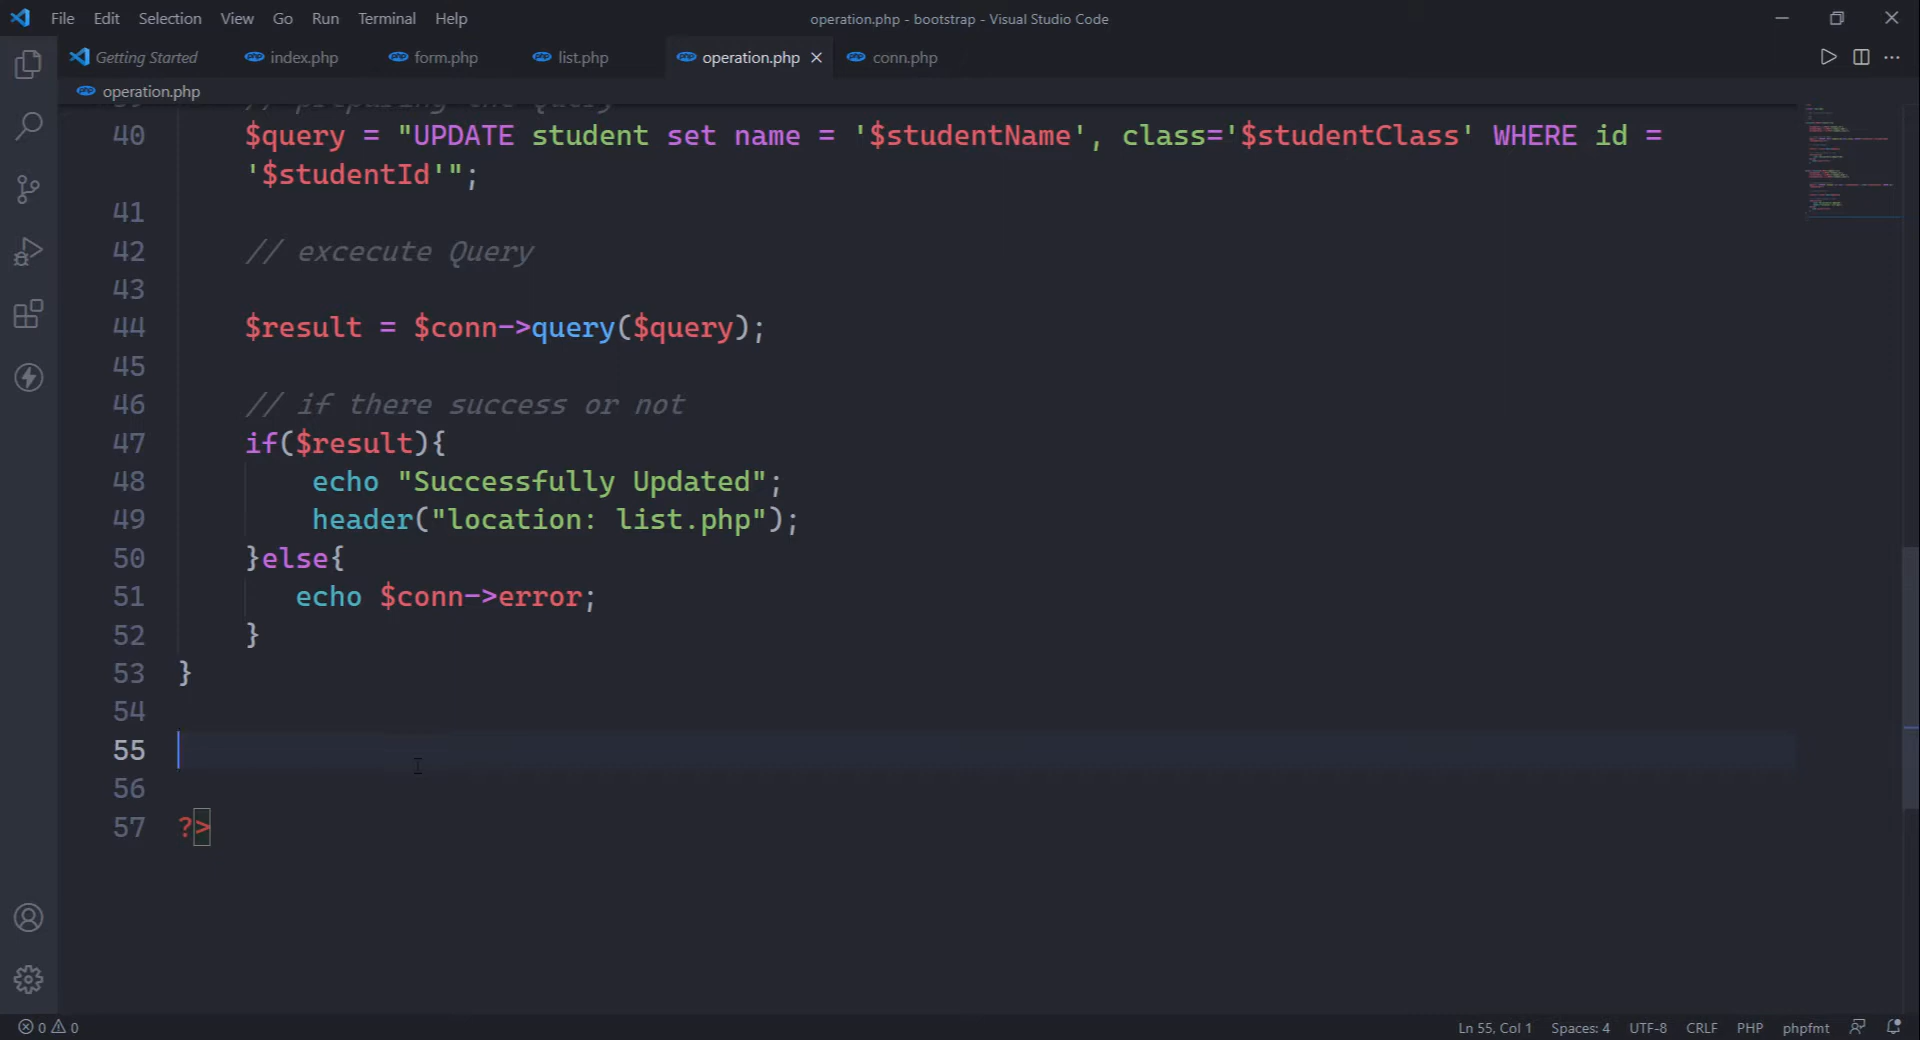 File Edit Selection View Go Run Terminal Help operation.php - bootstrap - Visual Studio Code
Getting Started index.php form.php list.php operation.php conn.php
operation.php
// preparing the Query
40 $query = "UPDATE student set name = '$studentName', class='$studentClass' WHERE id =
'$studentId'";
41
42 // excecute Query
43
44 $result = $conn->query($query);
45
46 // if there success or not
47 if($result){
48 echo "Successfully Updated";
49 header("location: list.php");
50 }else{
51 echo $conn->error;
52 }
53 }
54
55
56
57 ?>
0 0 Ln 55, Col 1 Spaces: 4 UTF-8 CRLF PHP phpfmt